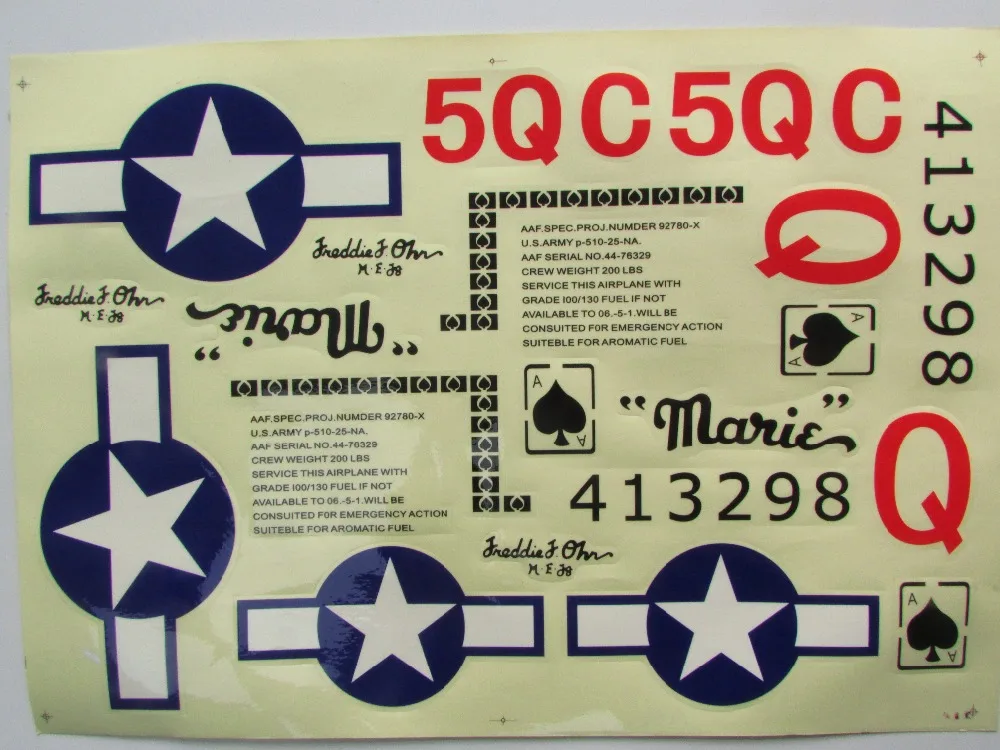 5QC5QC
413298
Freddie F. Ohr
M·E·F8
Freddie F. Ohr
M·E·F8
"Marie"
AAF.SPEC.PROJ.NUMDER 92780-X
U.S.ARMY p-510-25-NA.
AAF SERIAL NO.44-76329
CREW WEIGHT 200 LBS
SERVICE THIS AIRPLANE WITH
GRADE I00/130 FUEL IF NOT
AVAILABLE TO 06.-5-1.WILL BE
CONSUITED FOR EMERGENCY ACTION
SUITEBLE FOR AROMATIC FUEL
Q
A
A
AAF.SPEC.PROJ.NUMDER 92780-X
U.S.ARMY p-510-25-NA.
AAF SERIAL NO.44-76329
CREW WEIGHT 200 LBS
SERVICE THIS AIRPLANE WITH
GRADE I00/130 FUEL IF NOT
AVAILABLE TO 06.-5-1.WILL BE
CONSUITED FOR EMERGENCY ACTION
SUITEBLE FOR AROMATIC FUEL
A
A
"Marie"
413298
Q
Freddie F. Ohr
M·E·F8
A
A